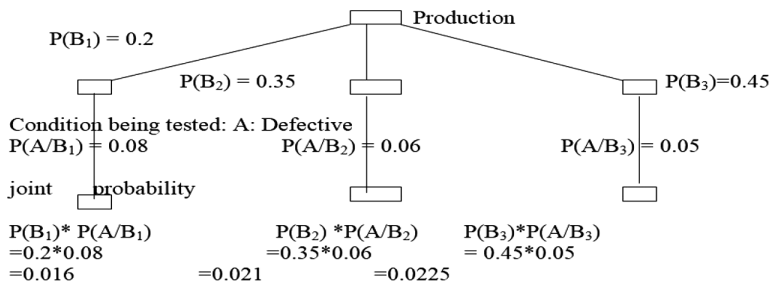 Production
P(B₁) = 0.2
P(B₂) = 0.35
P(B₃)=0.45
Condition being tested: A: Defective
P(A/B₁) = 0.08 P(A/B₂) = 0.06 P(A/B₃) = 0.05
joint probability
P(B₁)* P(A/B₁) P(B₂) *P(A/B₂) P(B₃)*P(A/B₃)
=0.2*0.08 =0.35*0.06 = 0.45*0.05
=0.016 =0.021 =0.0225